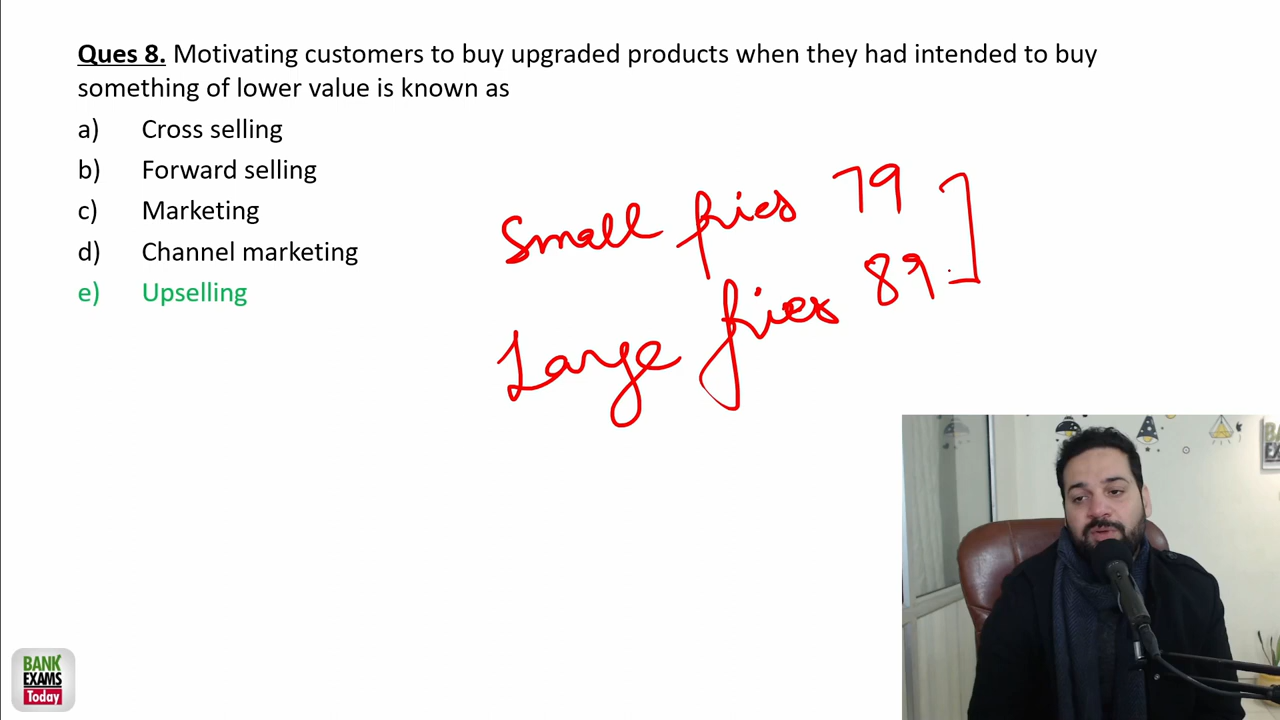 Ques 8. Motivating customers to buy upgraded products when they had intended to buy
something of lower value is known as
a) Cross selling
b) Forward selling
c) Marketing
d) Channel marketing
e) Upselling
Small fries 79
Large fries 89
BANK
EXAMS
Today